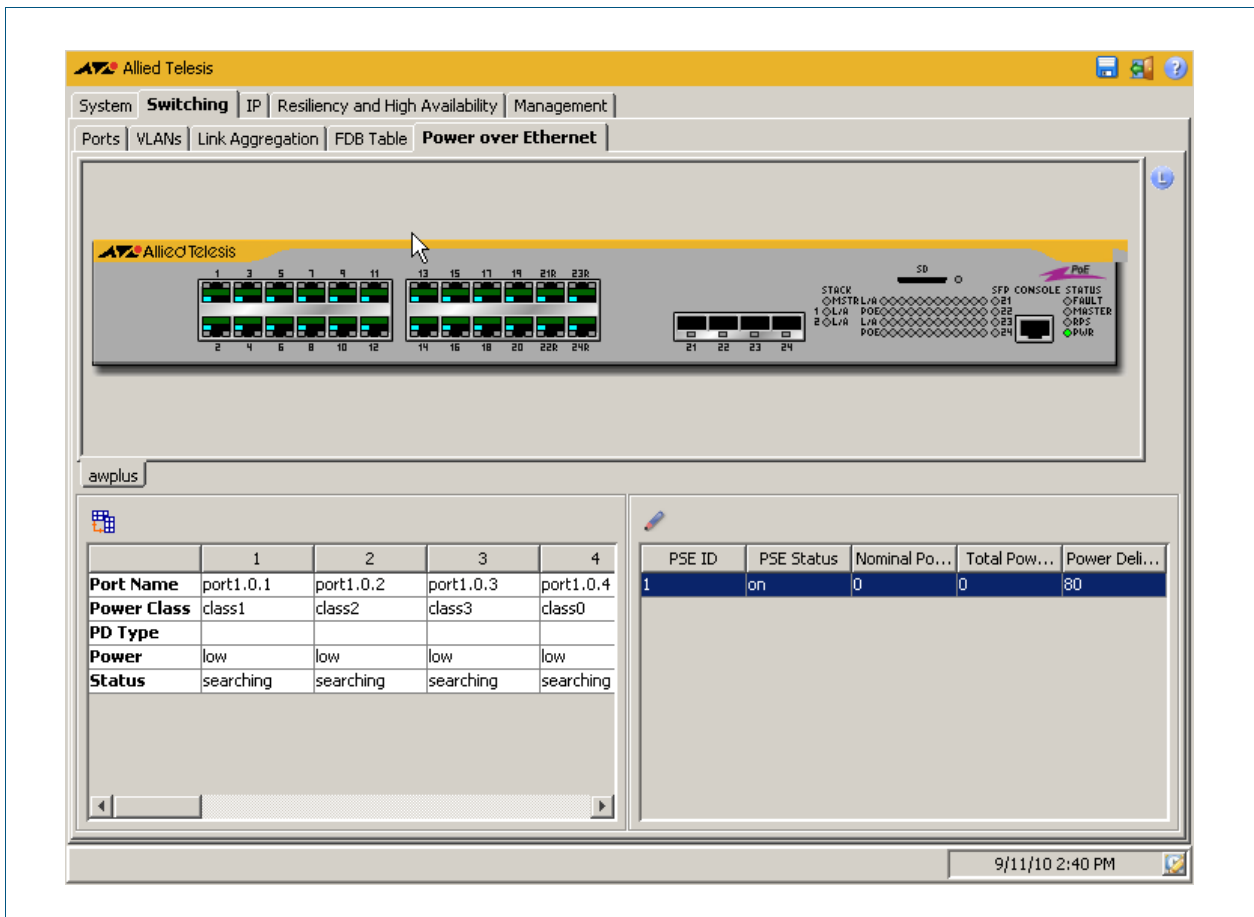 Allied Telesis
System Switching IP Resiliency and High Availability Management
Ports VLANs Link Aggregation FDB Table Power over Ethernet
Allied Telesis
1 3 5 7 9 11 13 15 17 19 21R 23R
2 4 6 8 10 12 14 16 18 20 22R 24R
21 22 23 24
SD
PoE
STACK SFP CONSOLE STATUS
MSTR L/A 21 FAULT
1 L/A POE 22 MASTER
2 L/A L/A 23 RPS
POE 24 PWR
awplus
1 2 3 4
Port Name port1.0.1 port1.0.2 port1.0.3 port1.0.4
Power Class class1 class2 class3 class0
PD Type
Power low low low low
Status searching searching searching searching
PSE ID PSE Status Nominal Po... Total Pow... Power Deli...
1 on 0 0 80
9/11/10 2:40 PM